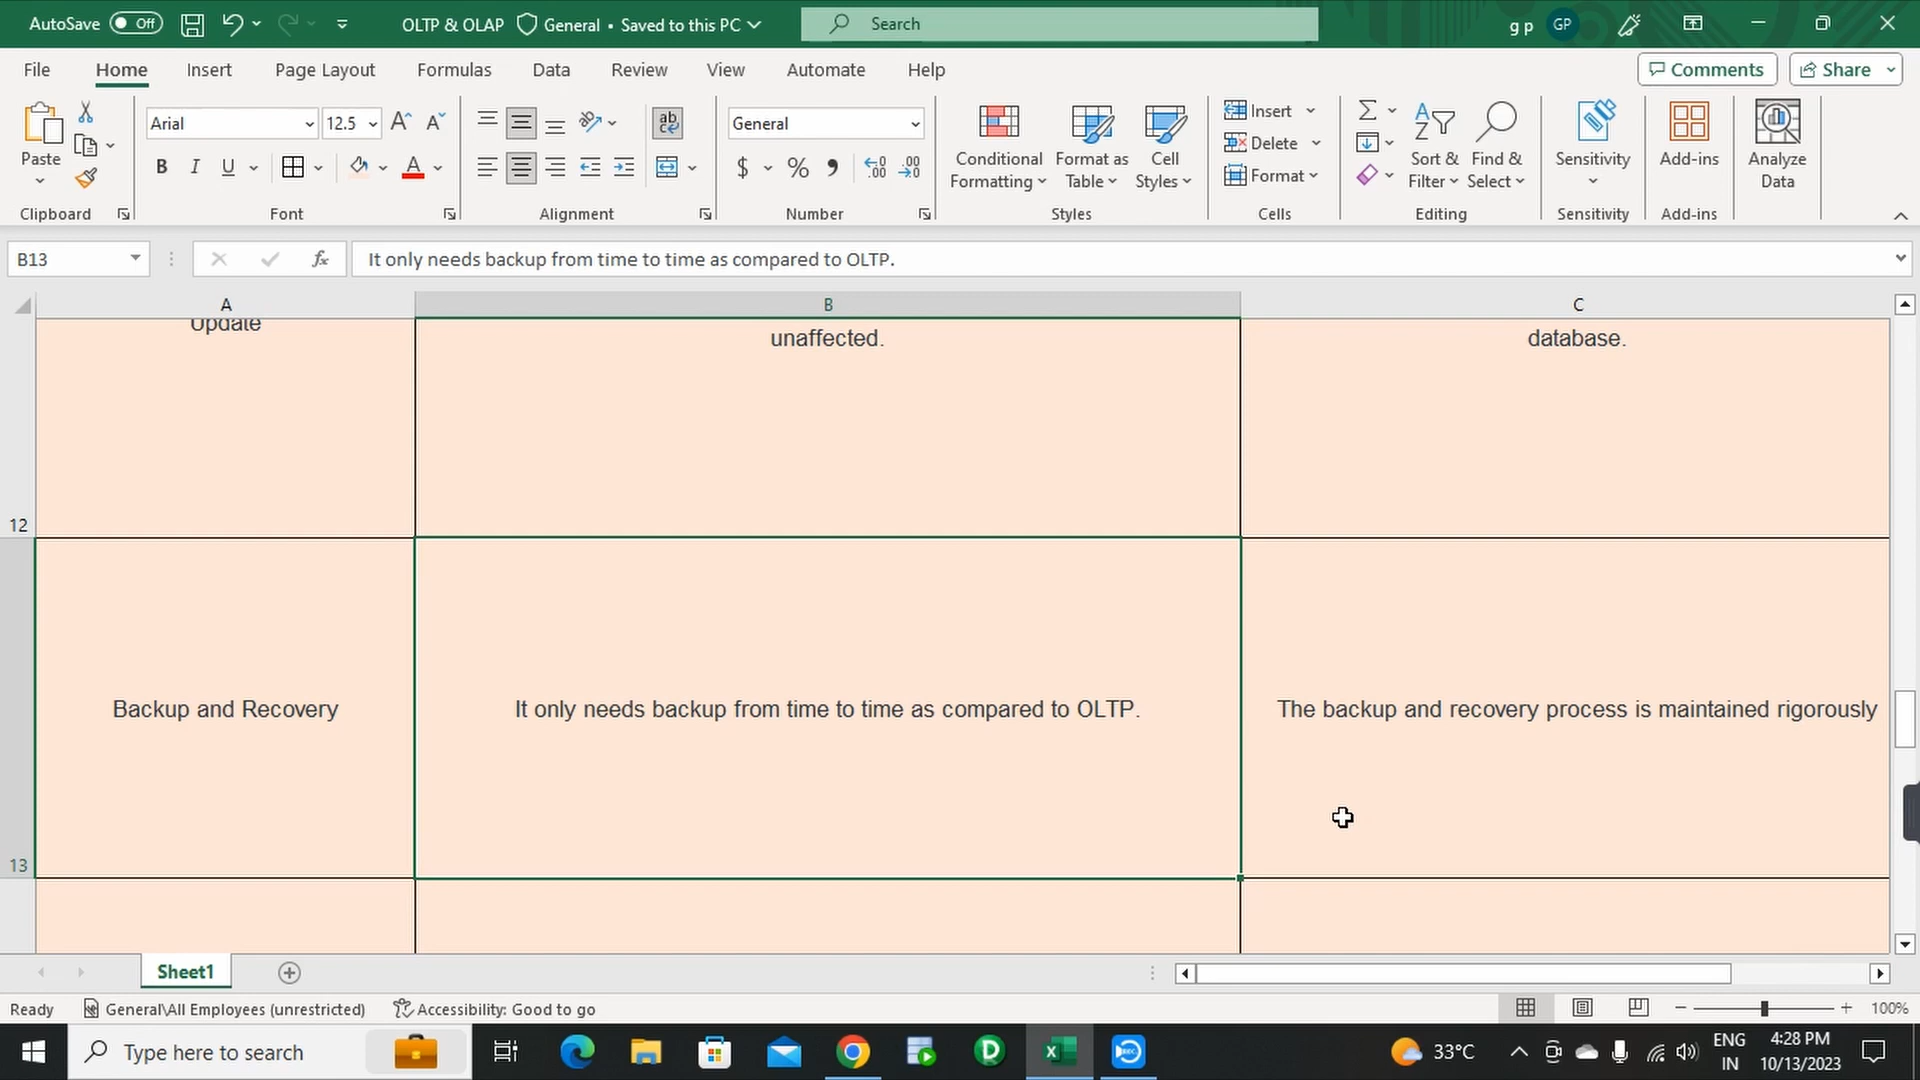 AutoSave Off OLTP & OLAP General • Saved to this PC Search g p GP
File Home Insert Page Layout Formulas Data Review View Automate Help Comments Share
Paste Arial 12.5 A A ab General Conditional Formatting Format as Table Cell Styles Insert Delete Format Sort & Filter Find & Select Sensitivity Add-ins Analyze Data
B I U A $ %
Clipboard Font Alignment Number Styles Cells Editing Sensitivity Add-ins
B13 fx It only needs backup from time to time as compared to OLTP.
A B C
Update unaffected. database.
12
Backup and Recovery It only needs backup from time to time as compared to OLTP. The backup and recovery process is maintained rigorously
13
Sheet1
Ready General\All Employees (unrestricted) Accessibility: Good to go 100%
Type here to search 33°C ENG 4:28 PM
IN 10/13/2023